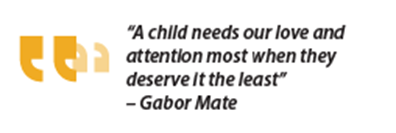 “A child needs our love and
attention most when they
deserve it the least”
– Gabor Mate